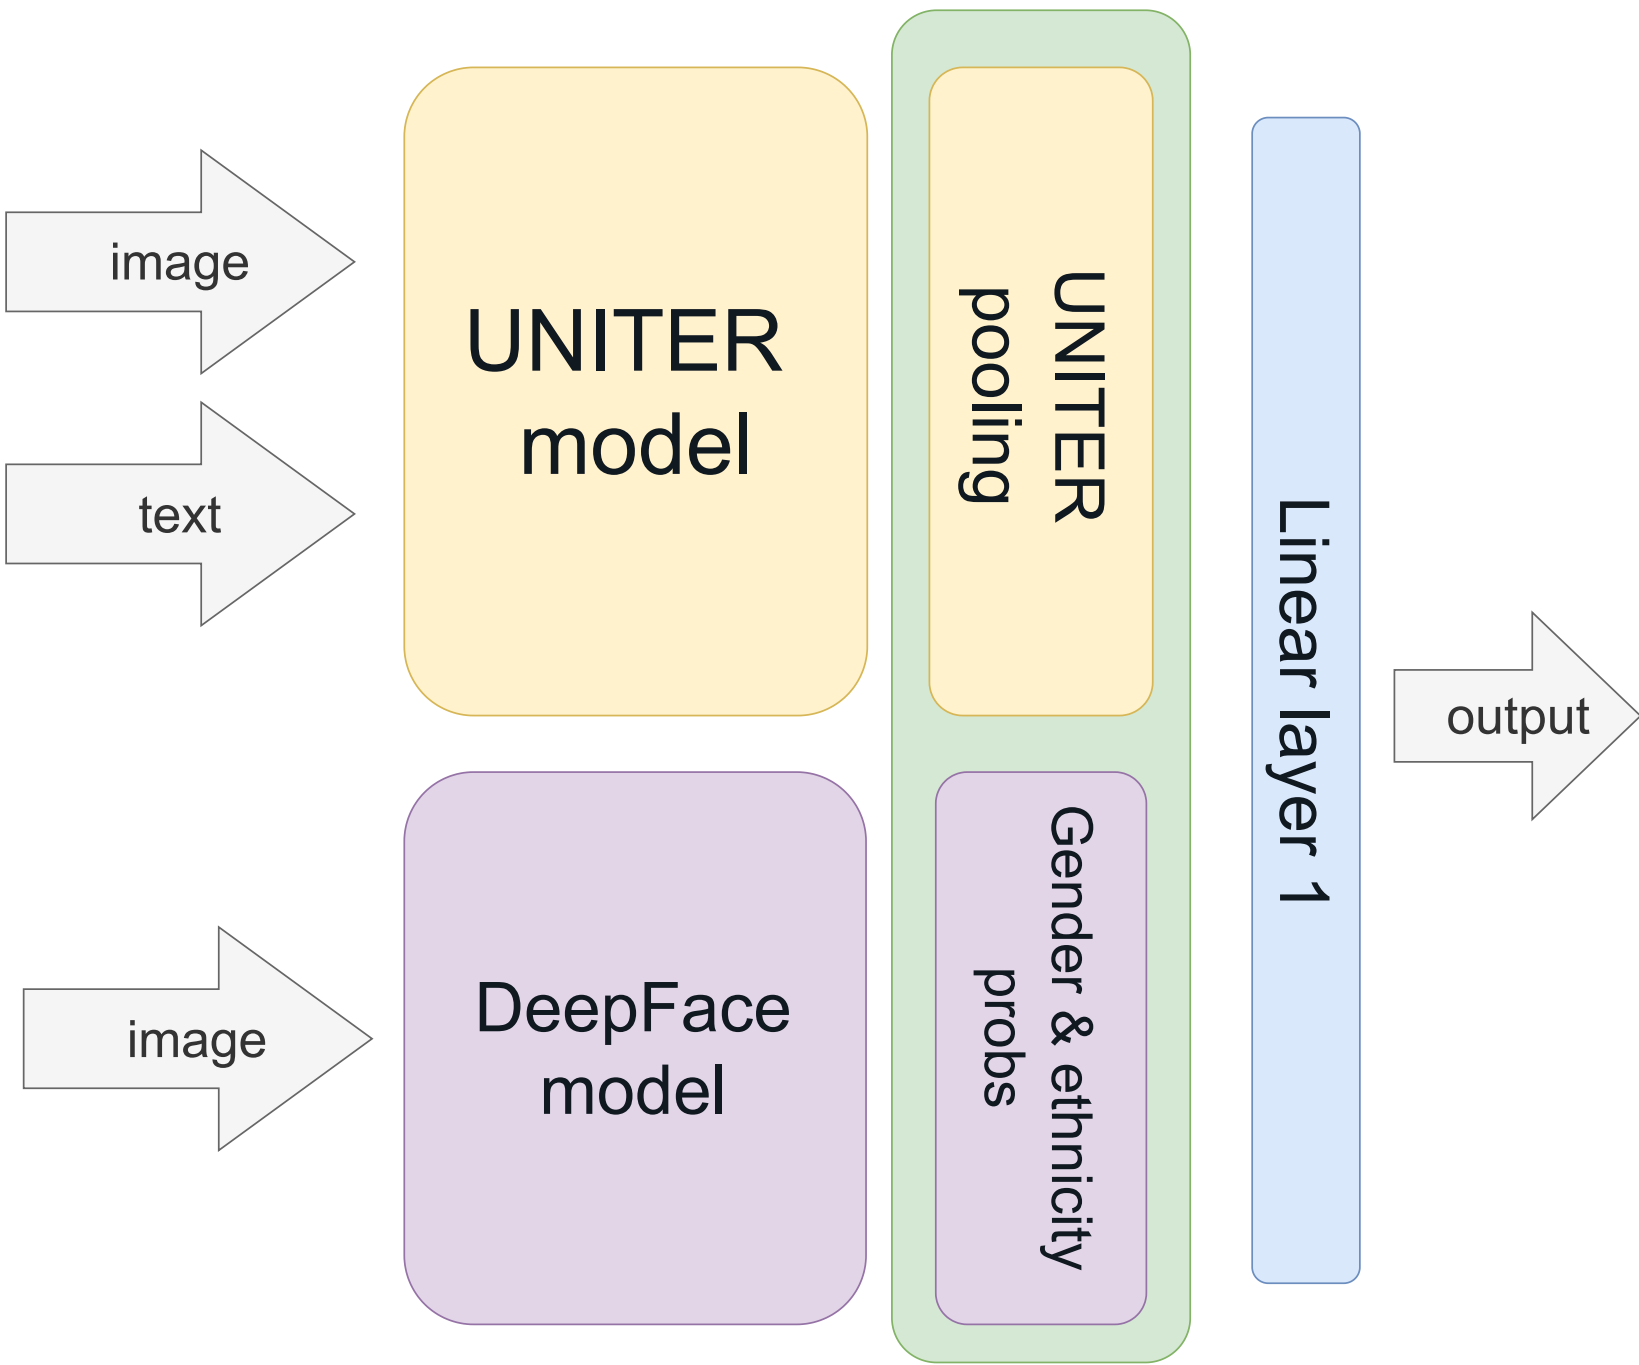 image
text
image
UNITER
model
DeepFace
model
UNITER
pooling
Gender & ethnicity
probs
Linear layer 1
output